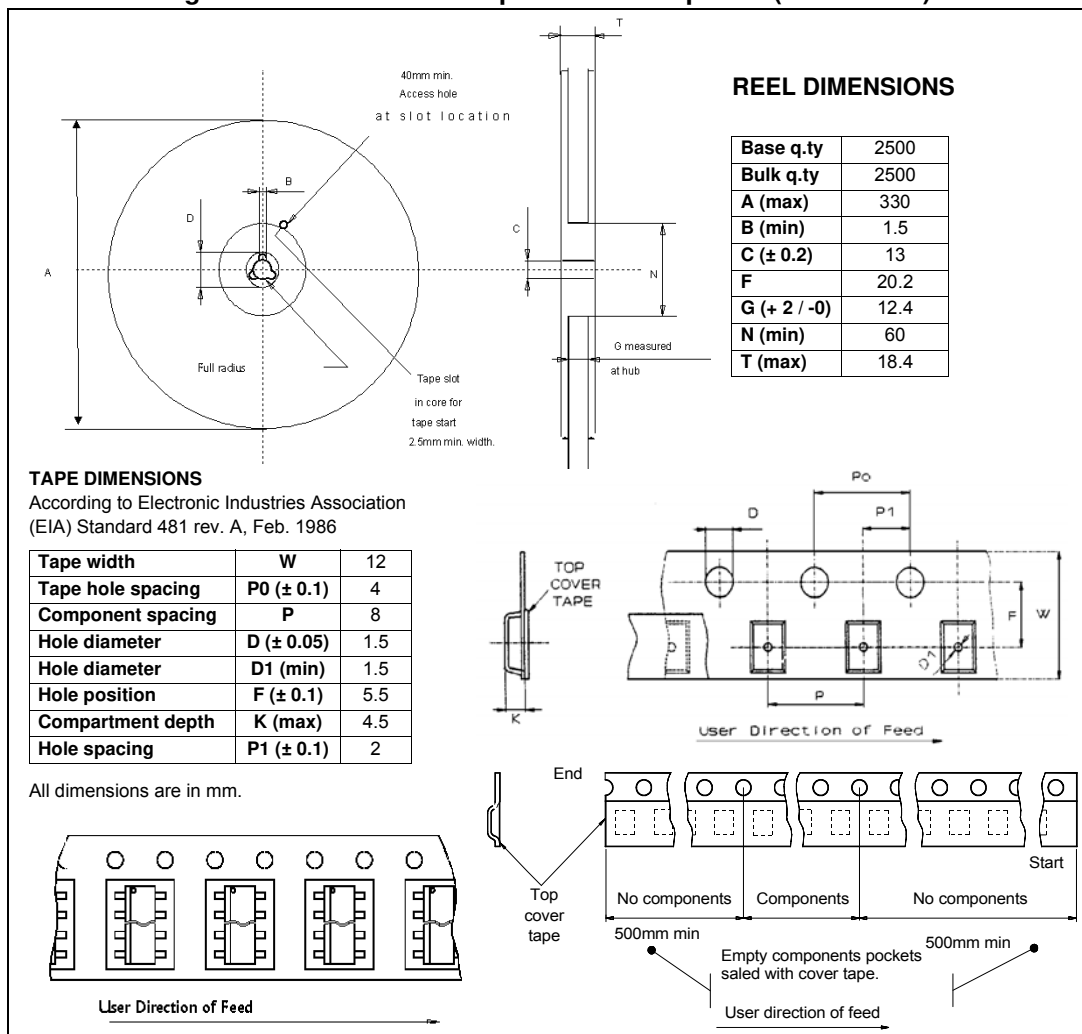 T
40mm min.
Access hole
at slot location
B
D
A
C
N
Full radius
Tape slot
in core for
tape start
2.5mm min. width.
G measured
at hub
REEL DIMENSIONS
Base q.ty 2500
Bulk q.ty 2500
A (max) 330
B (min) 1.5
C (± 0.2) 13
F 20.2
G (+ 2 / -0) 12.4
N (min) 60
T (max) 18.4
TAPE DIMENSIONS
According to Electronic Industries Association
(EIA) Standard 481 rev. A, Feb. 1986
Tape width W 12
Tape hole spacing P0 (± 0.1) 4
Component spacing P 8
Hole diameter D (± 0.05) 1.5
Hole diameter D1 (min) 1.5
Hole position F (± 0.1) 5.5
Compartment depth K (max) 4.5
Hole spacing P1 (± 0.1) 2
All dimensions are in mm.
Po
D
P1
TOP
COVER
TAPE
F
W
D1
K
P
User Direction of Feed
End
Start
Top
cover
tape
No components
Components
No components
500mm min
500mm min
Empty components pockets
saled with cover tape.
User direction of feed
User Direction of Feed